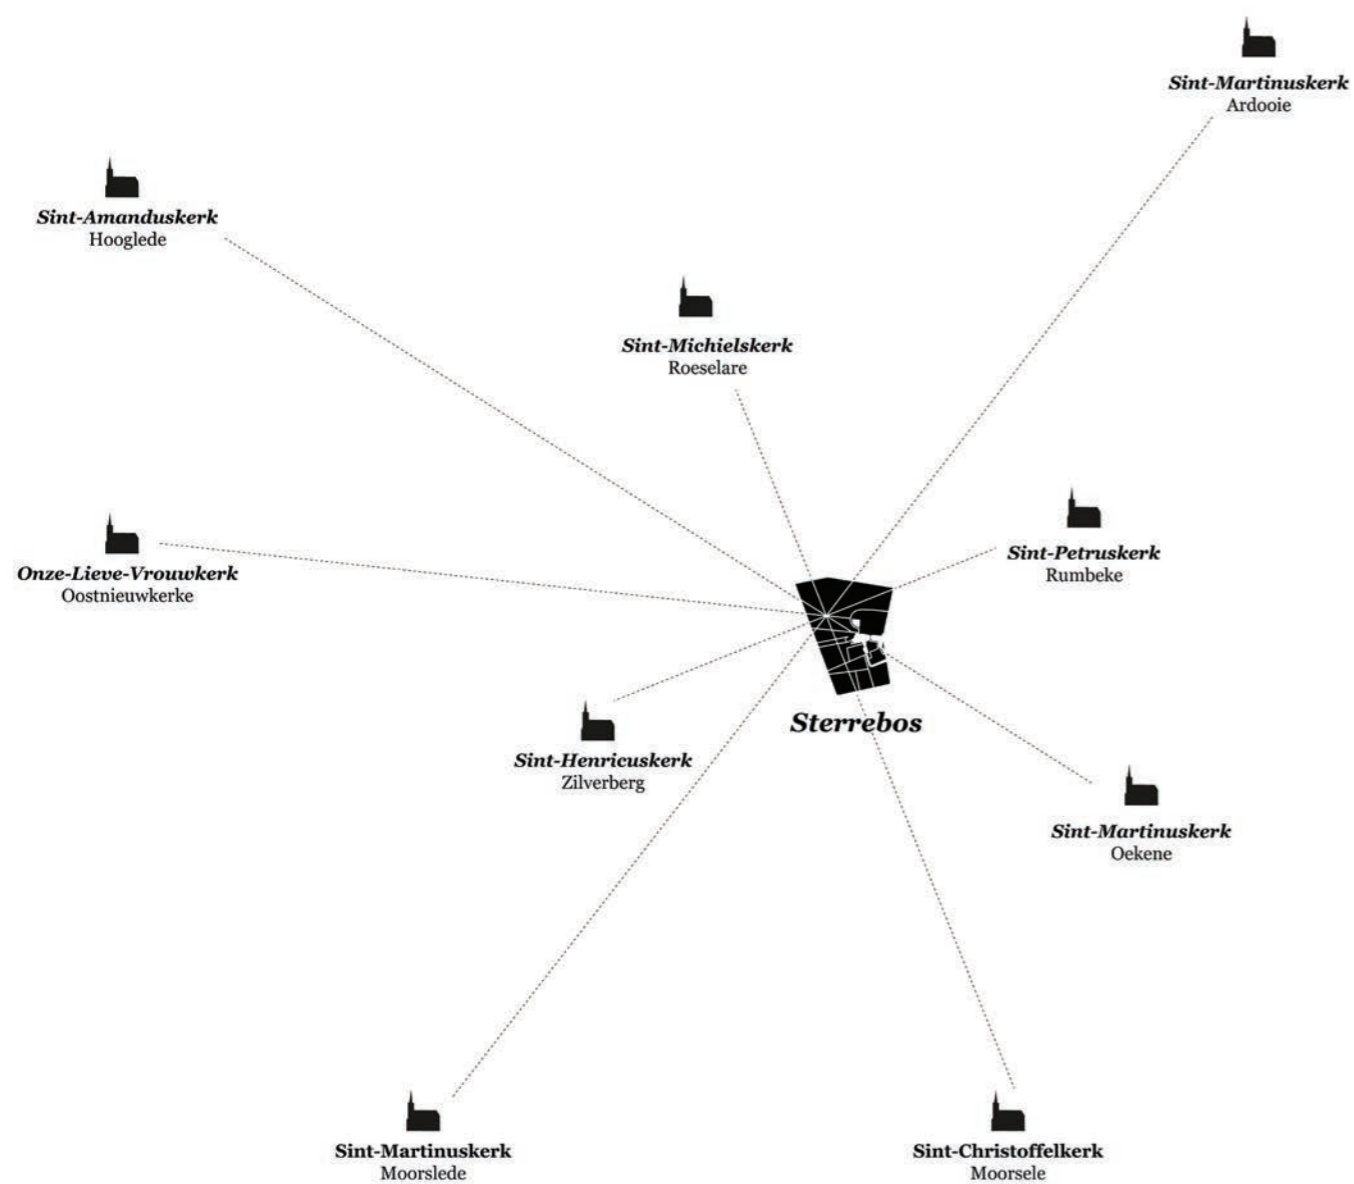 Sint-Martinuskerk
Ardooie
Sint-Amanduskerk
Hooglede
Sint-Michielskerk
Roeselare
Sint-Petruskerk
Rumbeke
Onze-Lieve-Vrouwkerk
Oostnieuwkerke
Sterrebos
Sint-Henricuskerk
Zilverberg
Sint-Martinuskerk
Oekene
Sint-Martinuskerk
Moorslede
Sint-Christoffelkerk
Moorsele